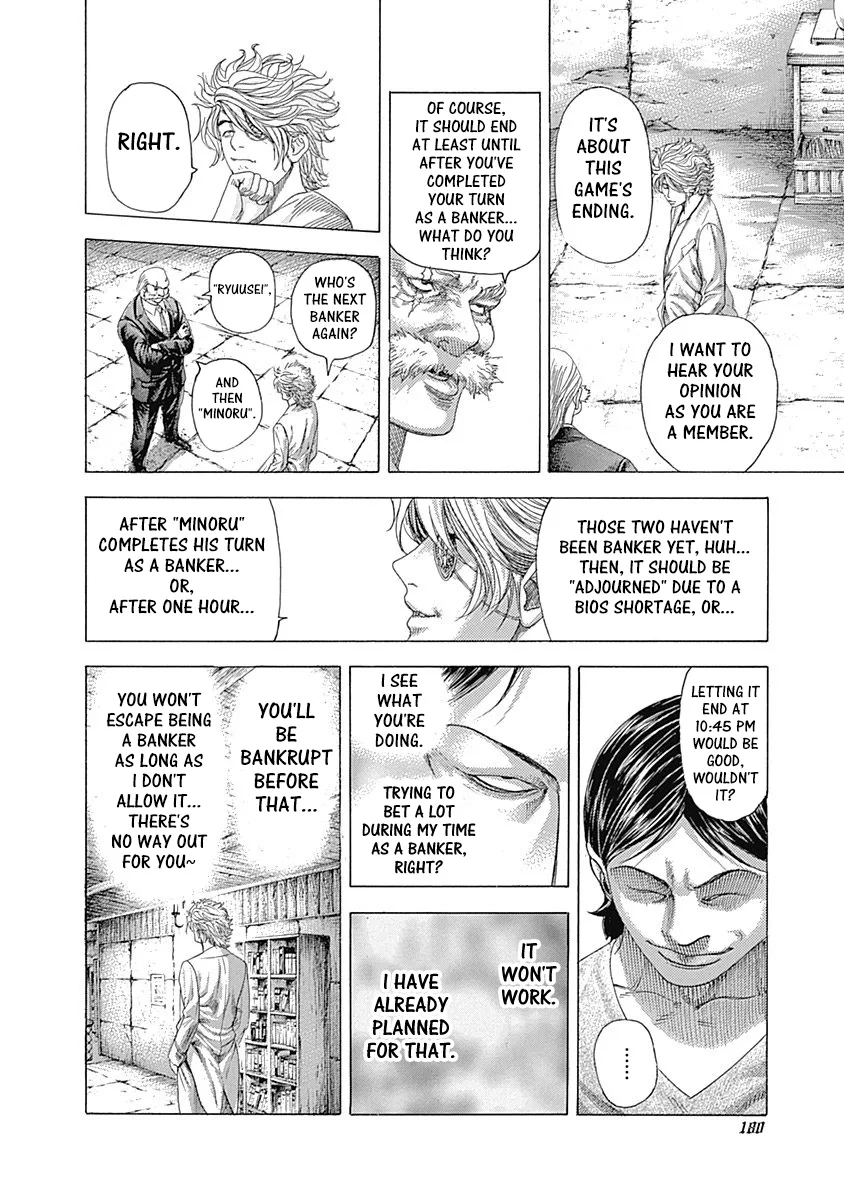 IT'S
ABOUT
THIS
GAME'S
ENDING.
I WANT TO
HEAR YOUR
OPINION
AS YOU ARE
A MEMBER.
OF COURSE,
IT SHOULD END
AT LEAST UNTIL
AFTER YOU'VE
COMPLETED
YOUR TURN
AS A BANKER...
WHAT DO YOU
THINK?
RIGHT.
WHO'S
THE NEXT
BANKER
AGAIN?
"RYUUSEI",
AND
THEN
"MINORU".
THOSE TWO HAVEN'T
BEEN BANKER YET, HUH...
THEN, IT SHOULD BE
"ADJOURNED" DUE TO A
BIOS SHORTAGE, OR...
AFTER "MINORU"
COMPLETES HIS TURN
AS A BANKER...
OR,
AFTER ONE HOUR...
LETTING IT
END AT
10:45 PM
WOULD BE
GOOD,
WOULDN'T
IT?
......
I SEE
WHAT
YOU'RE
DOING.
TRYING TO
BET A LOT
DURING MY TIME
AS A BANKER,
RIGHT?
IT
WON'T
WORK.
I HAVE
ALREADY
PLANNED
FOR THAT.
YOU'LL
BE
BANKRUPT
BEFORE
THAT...
YOU WON'T
ESCAPE BEING
A BANKER
AS LONG AS
I DON'T
ALLOW IT...
THERE'S
NO WAY OUT
FOR YOU~
180